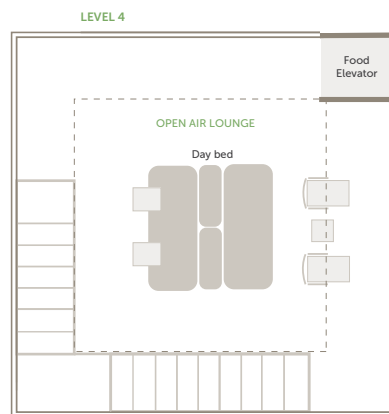 LEVEL 4
Food
Elevator
OPEN AIR LOUNGE
Day bed